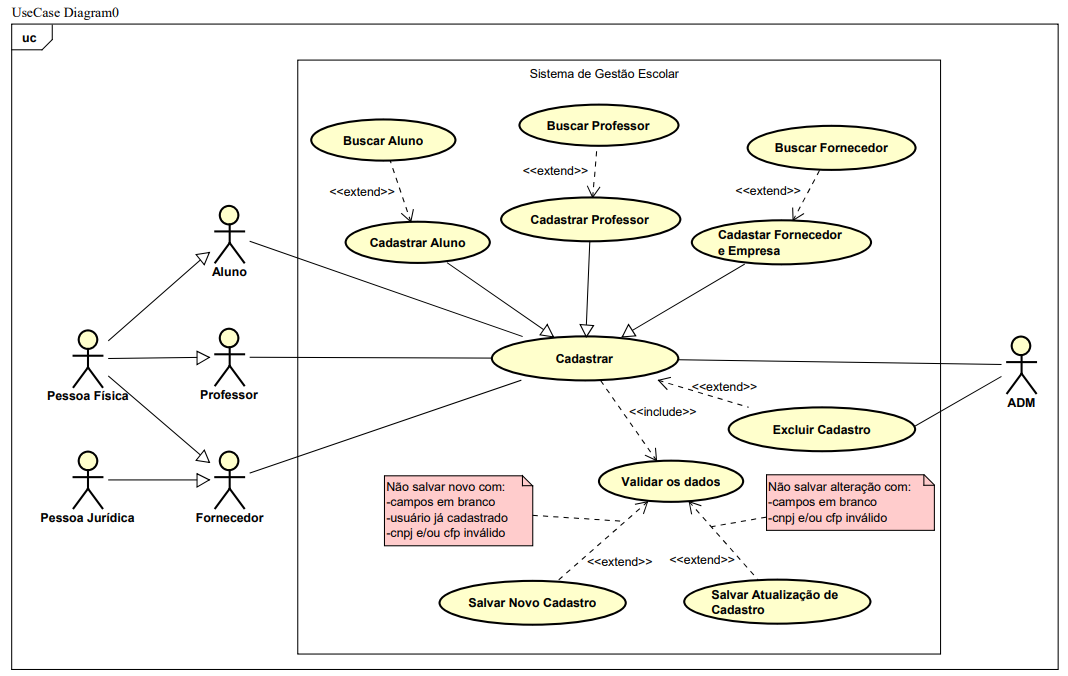 UseCase Diagram0
uc
Sistema de Gestão Escolar
Buscar Aluno
Buscar Professor
Buscar Fornecedor
<<extend>>
<<extend>>
<<extend>>
Cadastrar Aluno
Cadastrar Professor
Cadastar Fornecedor
e Empresa
Aluno
Cadastrar
Pessoa Física
Professor
ADM
<<extend>>
<<include>>
Excluir Cadastro
Validar os dados
Pessoa Jurídica
Fornecedor
Não salvar novo com:
-campos em branco
-usuário já cadastrado
-cnpj e/ou cfp inválido
Não salvar alteração com:
-campos em branco
-cnpj e/ou cfp inválido
<<extend>>
<<extend>>
Salvar Novo Cadastro
Salvar Atualização de
Cadastro